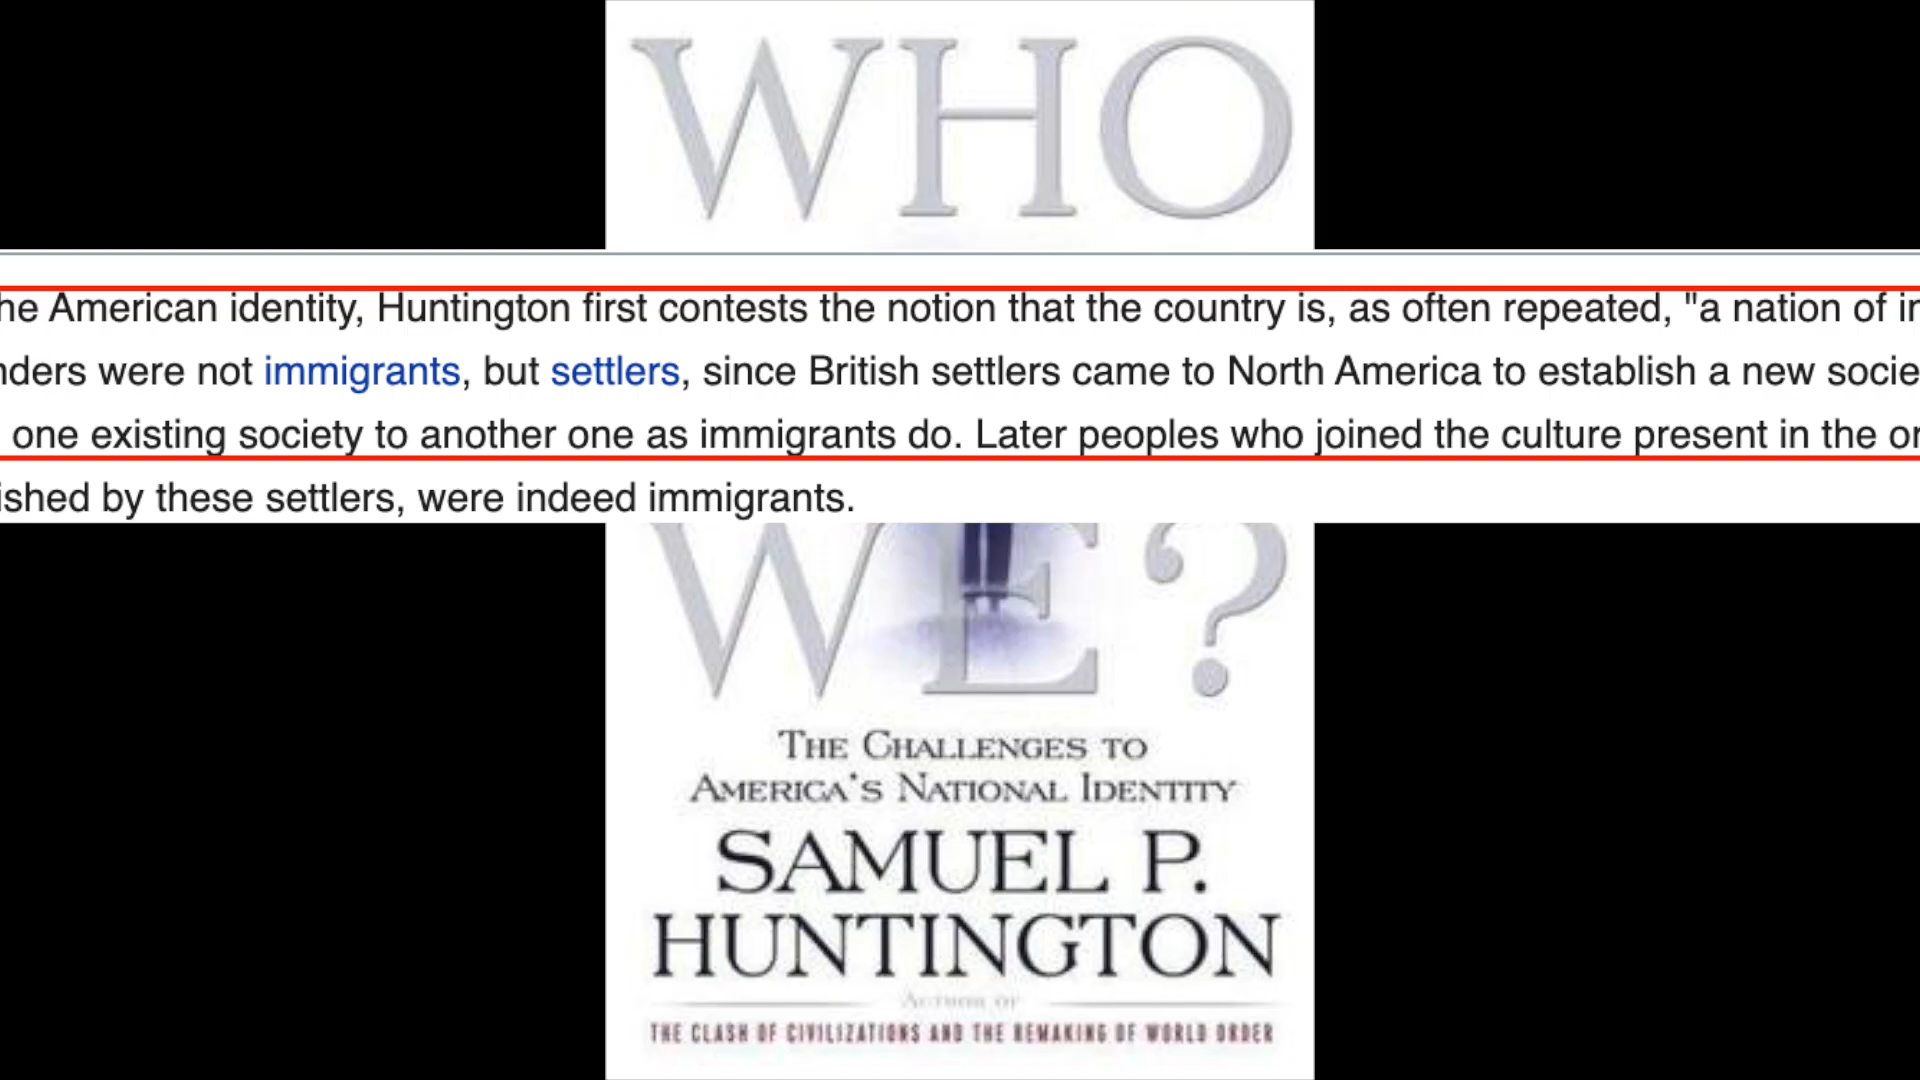 WHO
he American identity, Huntington first contests the notion that the country is, as often repeated, "a nation of i
nders were not immigrants, but settlers, since British settlers came to North America to establish a new socie
one existing society to another one as immigrants do. Later peoples who joined the culture present in the o
ished by these settlers, were indeed immigrants.
WE?
THE CHALLENGES TO
AMERICA'S NATIONAL IDENTITY
SAMUEL P.
HUNTINGTON
AUTHOR OF
THE CLASH OF CIVILIZATIONS AND THE REMAKING OF WORLD ORDER